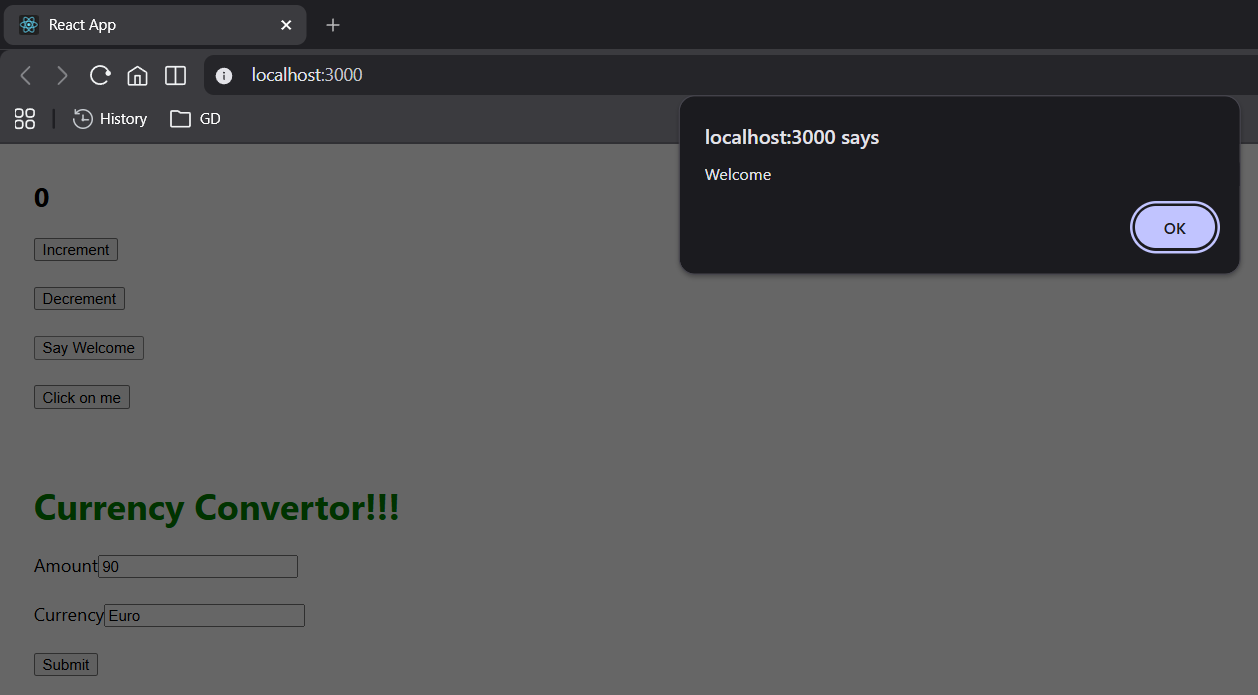 React App
localhost:3000
History GD
localhost:3000 says
Welcome
OK
0
Increment
Decrement
Say Welcome
Click on me
Currency Convertor!!!
Amount 90
Currency Euro
Submit